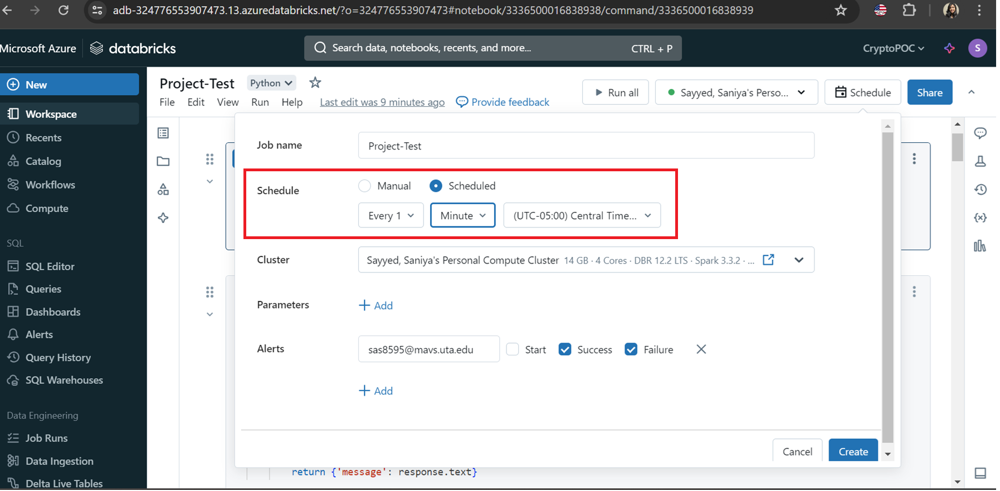 adb-324776553907473.13.azuredatabricks.net/?o=324776553907473#notebook/3336500016838938/command/3336500016838939
Microsoft Azure databricks
Search data, notebooks, recents, and more... CTRL + P
CryptoPOC S
New
Workspace
Recents
Catalog
Workflows
Compute
SQL
SQL Editor
Queries
Dashboards
Alerts
Query History
SQL Warehouses
Data Engineering
Job Runs
Data Ingestion
Delta Live Tables
Project-Test Python
File Edit View Run Help Last edit was 9 minutes ago Provide feedback
Run all Sayyed, Saniya's Perso... Schedule Share
Job name Project-Test
Schedule Manual Scheduled
Every 1 Minute (UTC-05:00) Central Time...
Cluster Sayyed, Saniya's Personal Compute Cluster 14 GB · 4 Cores · DBR 12.2 LTS · Spark 3.3.2 · ...
Parameters + Add
Alerts sas8595@mavs.uta.edu Start Success Failure
+ Add
Cancel Create
return {'message': response.text}